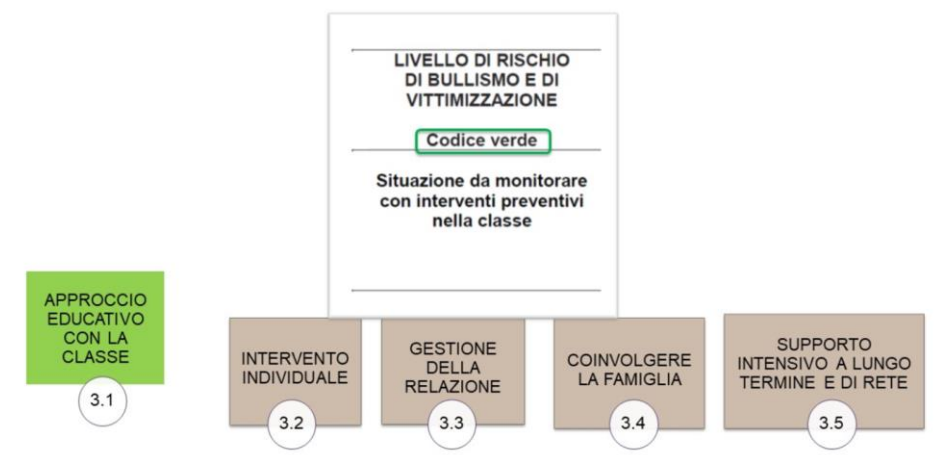 LIVELLO DI RISCHIO
DI BULLISMO E DI
VITTIMIZZAZIONE
Codice verde
Situazione da monitorare
con interventi preventivi
nella classe
APPROCCIO
EDUCATIVO
CON LA
CLASSE
3.1
INTERVENTO
INDIVIDUALE
3.2
GESTIONE
DELLA
RELAZIONE
3.3
COINVOLGERE
LA FAMIGLIA
3.4
SUPPORTO
INTENSIVO A LUNGO
TERMINE E DI RETE
3.5